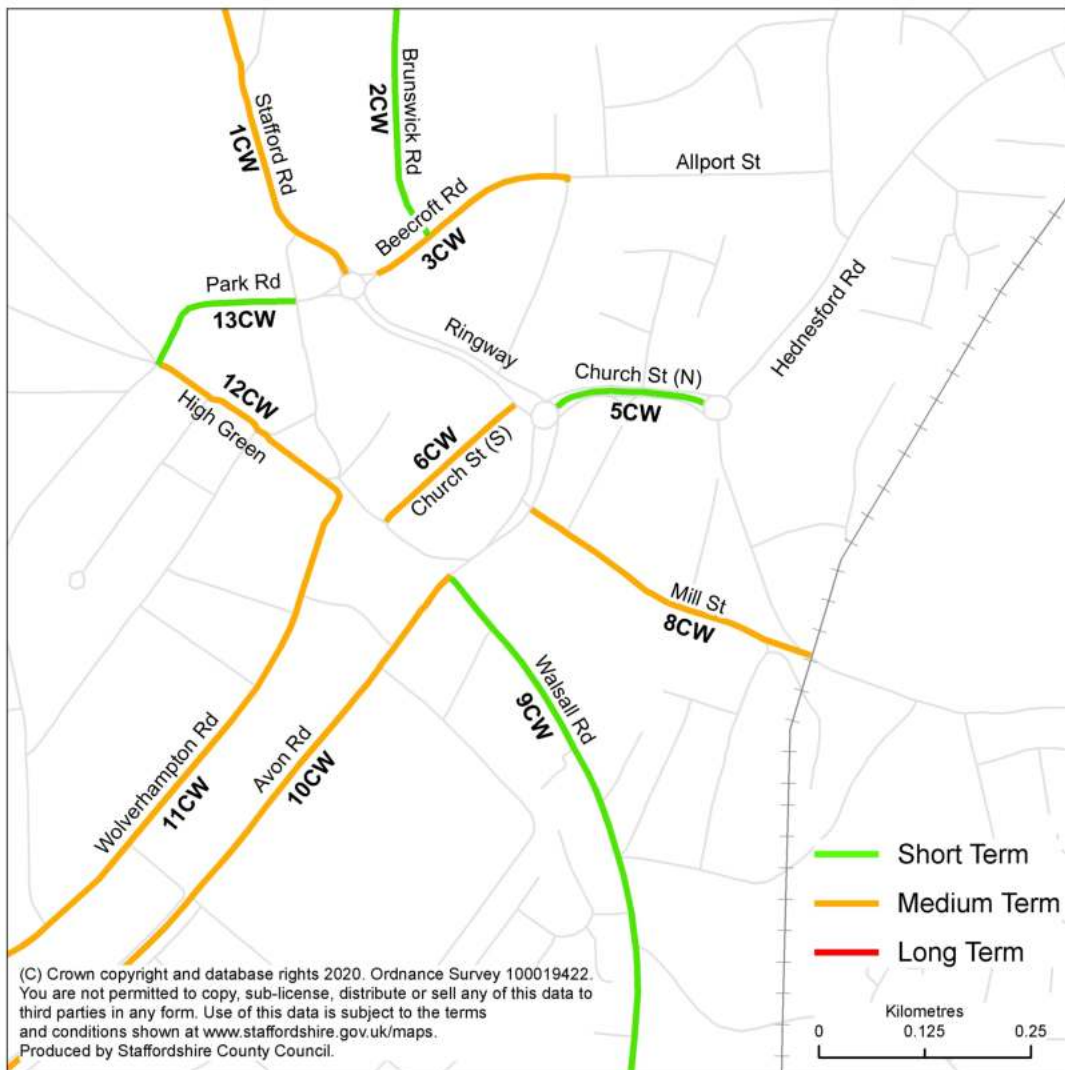 Stafford Rd
1CW
Brunswick Rd
2CW
Beecroft Rd
3CW
Allport St
Park Rd
13CW
Ringway
Hednesford Rd
Church St (N)
5CW
12CW
High Green
6CW
Church St (S)
Mill St
8CW
Walsall Rd
9CW
Wolverhampton Rd
11CW
Avon Rd
10CW
Short Term
Medium Term
Long Term
(C) Crown copyright and database rights 2020. Ordnance Survey 100019422.
You are not permitted to copy, sub-license, distribute or sell any of this data to
third parties in any form. Use of this data is subject to the terms
and conditions shown at www.staffordshire.gov.uk/maps.
Produced by Staffordshire County Council.
Kilometres
0 0.125 0.25